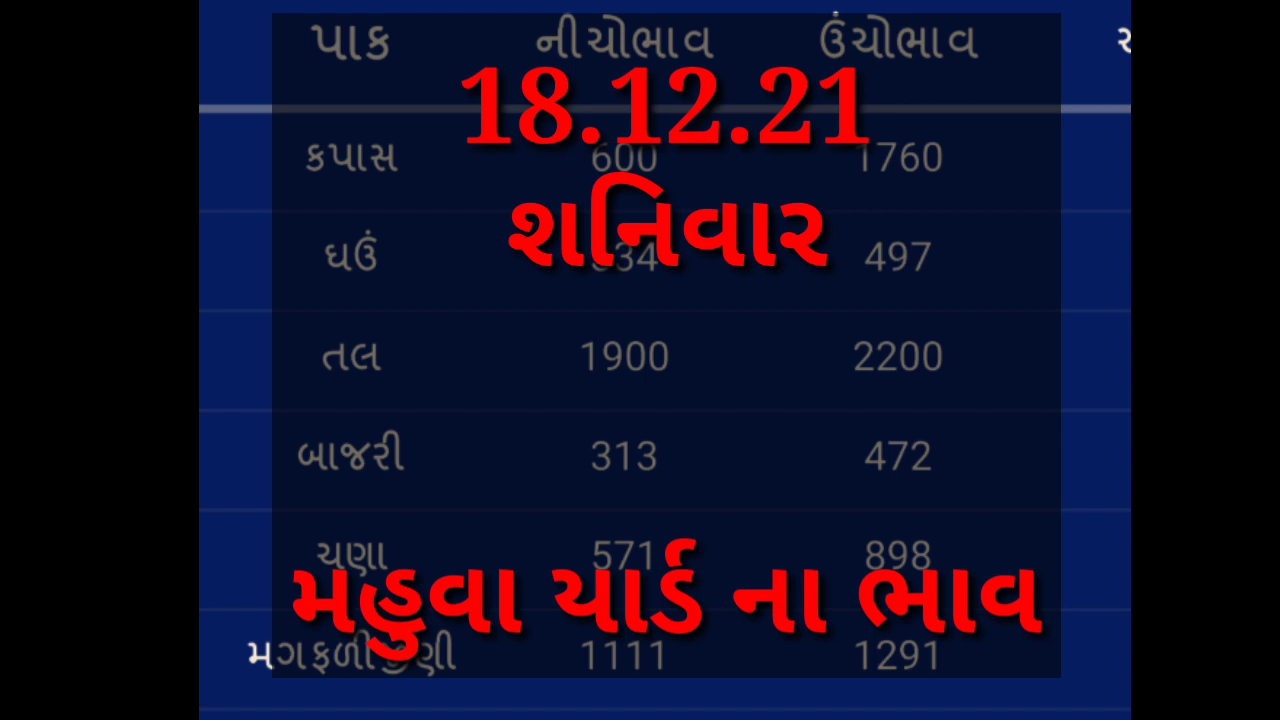 પાક નીચોભાવ ઉંચોભાવ
18.12.21
કપાસ 600 1760
શનિવાર
ઘઉં 497
તલ 1900 2200
બાજરી 313 472
ચણા 571 898
મહુવા યાર્ડ ના ભાવ
1111 1291